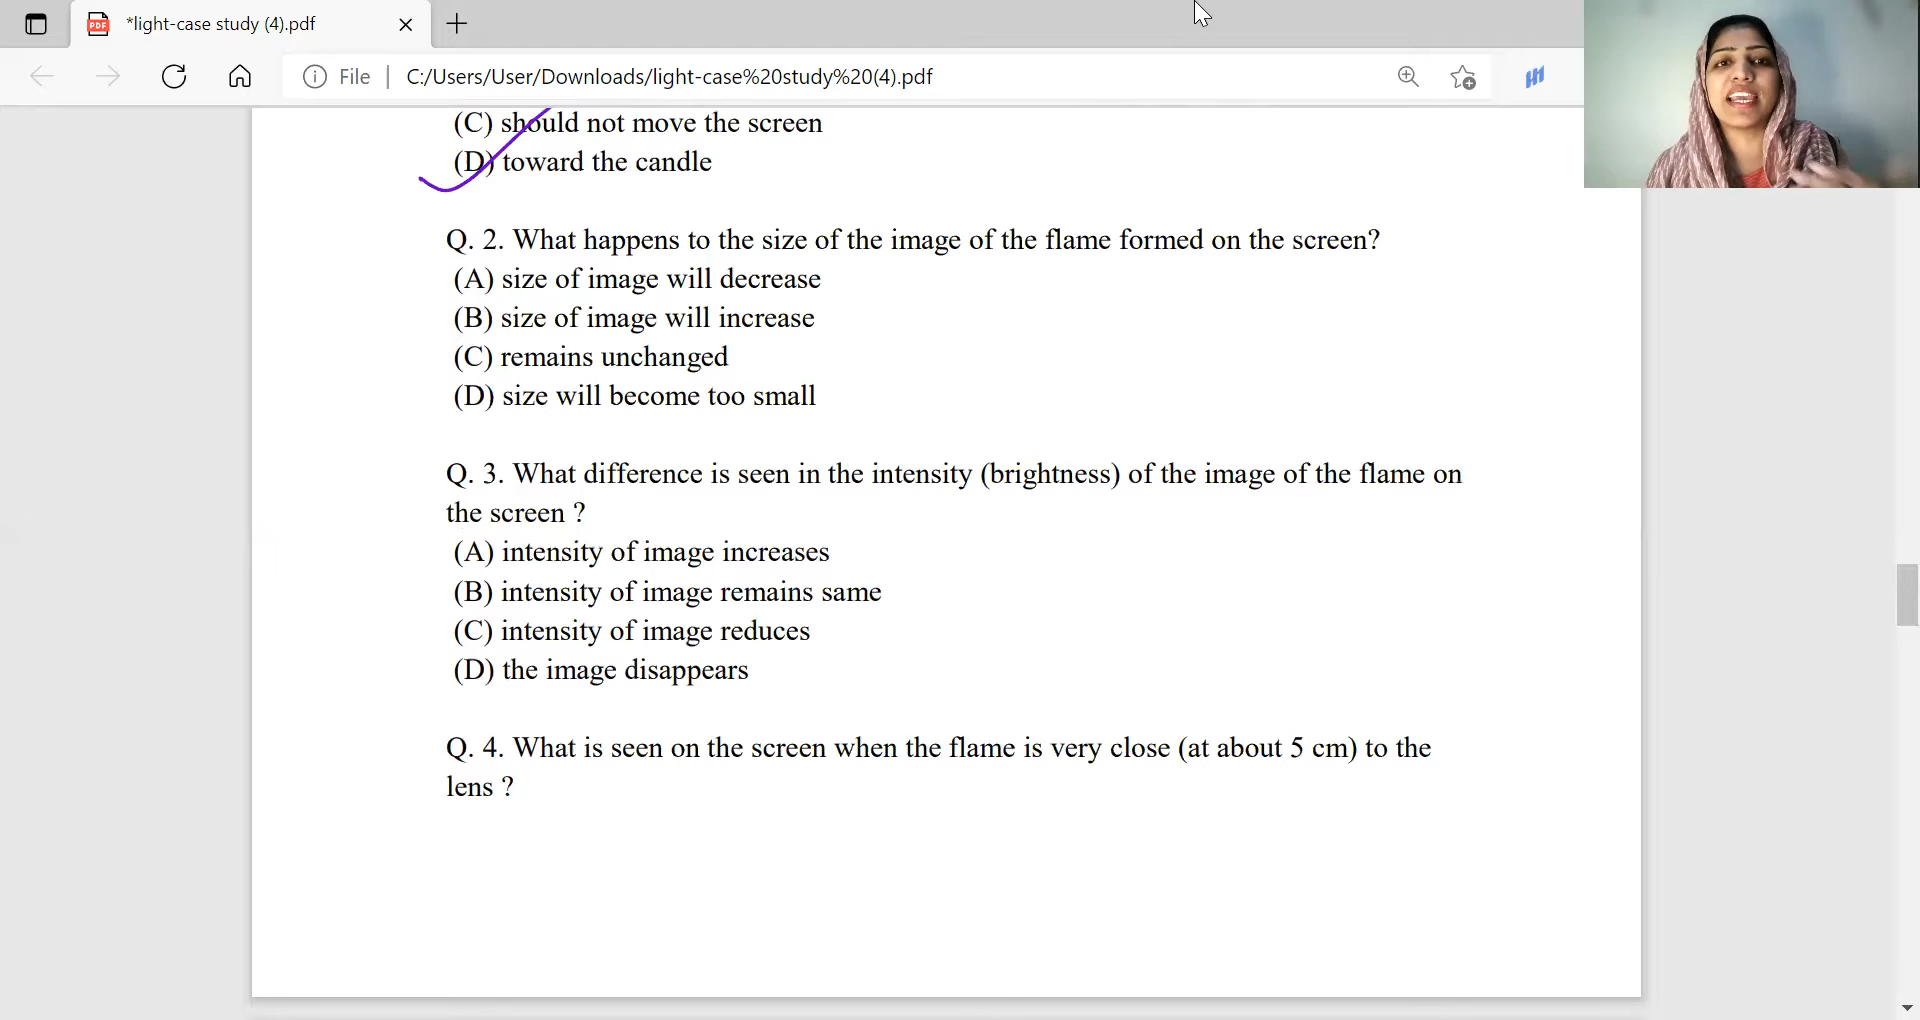 *light-case study (4).pdf
PDF
File | C:/Users/User/Downloads/light-case%20study%20(4).pdf
(C) should not move the screen
(D) toward the candle
Q. 2. What happens to the size of the image of the flame formed on the screen?
(A) size of image will decrease
(B) size of image will increase
(C) remains unchanged
(D) size will become too small
Q. 3. What difference is seen in the intensity (brightness) of the image of the flame on
the screen ?
(A) intensity of image increases
(B) intensity of image remains same
(C) intensity of image reduces
(D) the image disappears
Q. 4. What is seen on the screen when the flame is very close (at about 5 cm) to the
lens ?